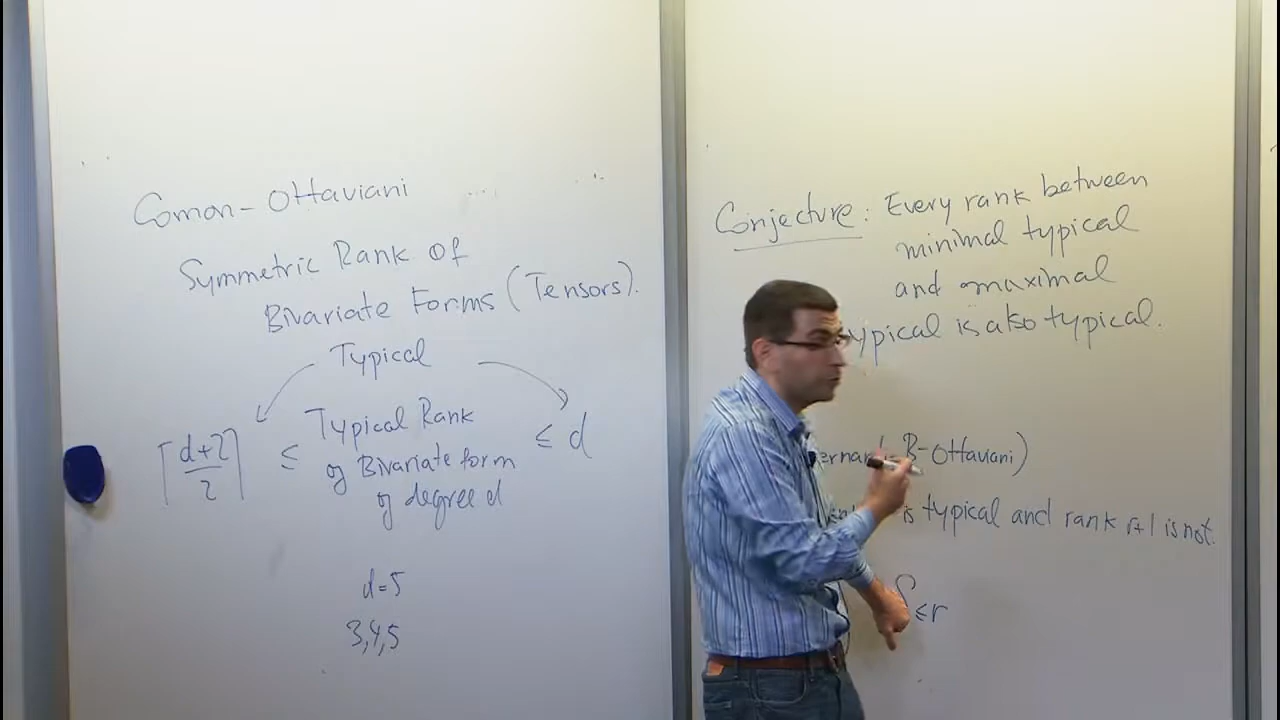 Comon-Ottaviani
Symmetric Rank of
Bivariate Forms (Tensors).
Typical
⌈d+2/2⌉ ≤ Typical Rank ≤ d
of Bivariate form
of degree d
d=5
3,4,5
Conjecture: Every rank between
minimal typical
and maximal
typical is also typical.
B-Ottaviani)
is typical and rank r+1 is not.
≤r